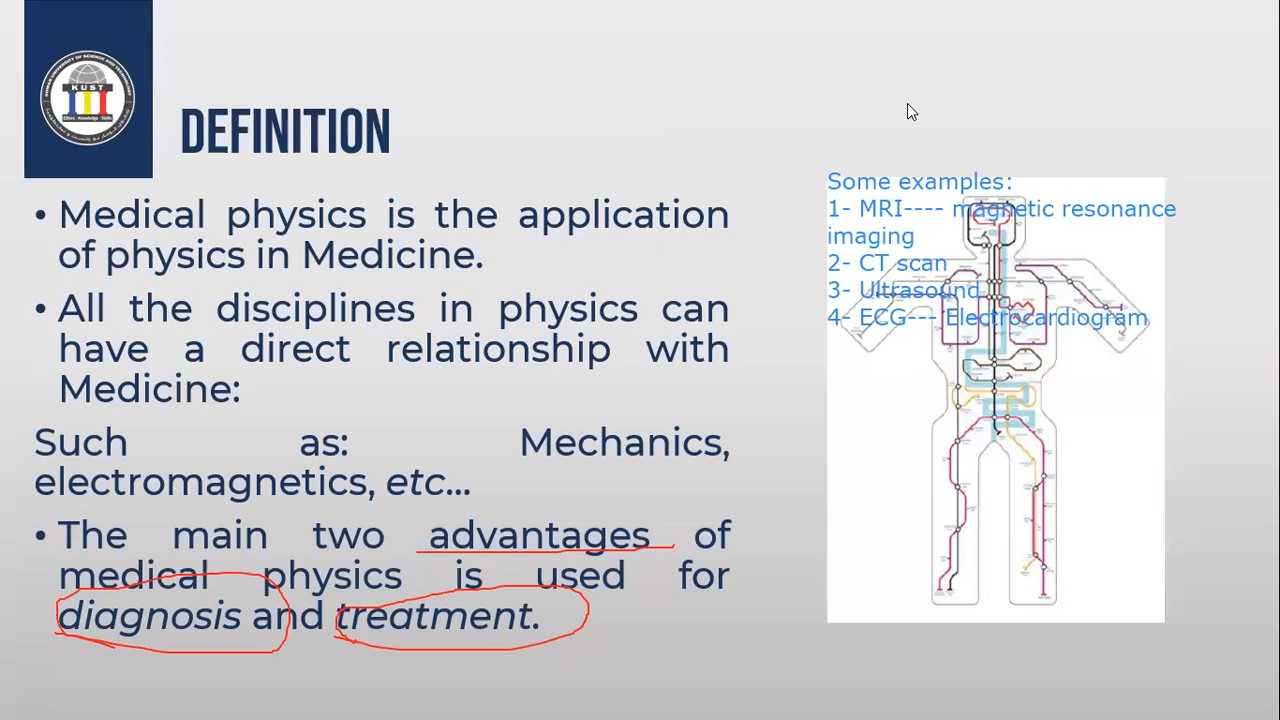 KUST
DEFINITION
• Medical physics is the application
of physics in Medicine.
• All the disciplines in physics can
have a direct relationship with
Medicine:
Such as: Mechanics,
electromagnetics, etc...
• The main two advantages of
medical physics is used for
diagnosis and treatment.
Some examples:
1- MRI---- magnetic resonance
imaging
2- CT scan
3- Ultrasound
4- ECG--- Electrocardiogram